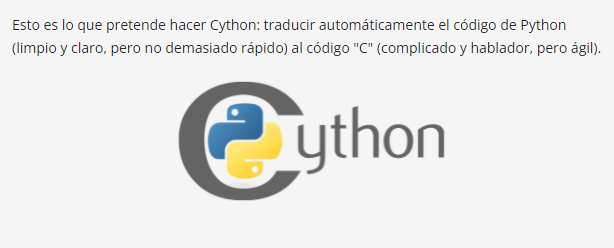 Esto es lo que pretende hacer Cython: traducir automáticamente el código de Python
(limpio y claro, pero no demasiado rápido) al código "C" (complicado y hablador, pero ágil).
Cython